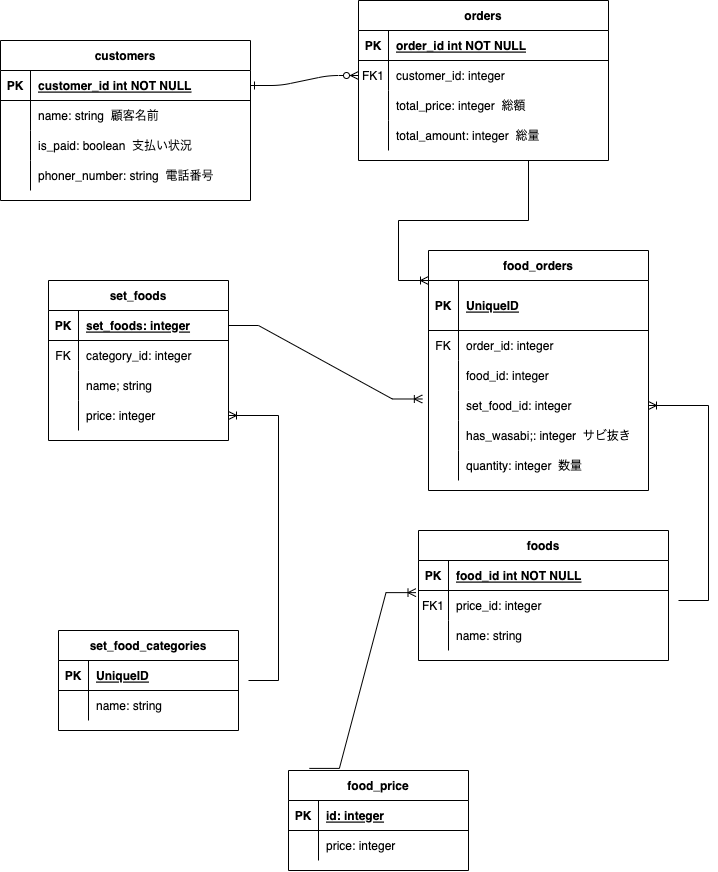 orders
PK order_id int NOT NULL
FK1 customer_id: integer
total_price: integer 総額
total_amount: integer 総量
customers
PK customer_id int NOT NULL
name: string 顧客名前
is_paid: boolean 支払い状況
phoner_number: string 電話番号
food_orders
PK UniqueID
FK order_id: integer
food_id: integer
set_food_id: integer
has_wasabi;: integer サビ抜き
quantity: integer 数量
set_foods
PK set_foods: integer
FK category_id: integer
name; string
price: integer
foods
PK food_id int NOT NULL
FK1 price_id: integer
name: string
set_food_categories
PK UniqueID
name: string
food_price
PK id: integer
price: integer